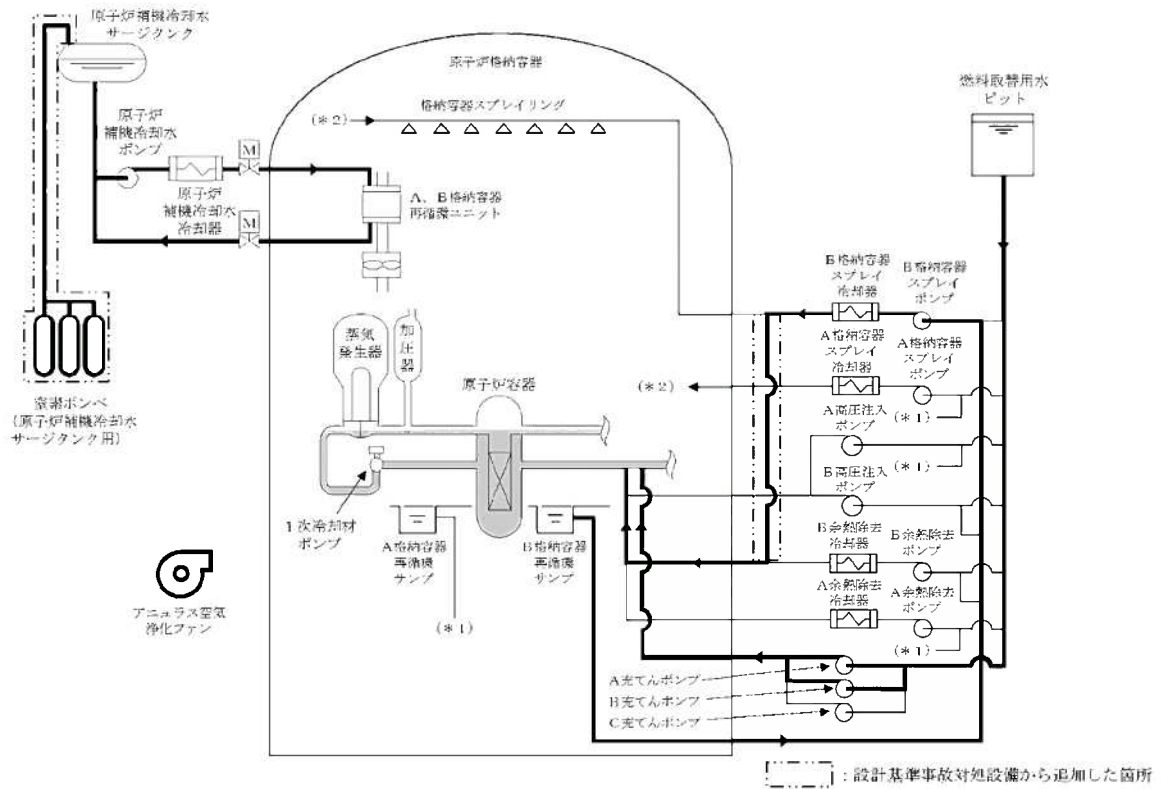 原子炉補機冷却水
サージタンク
原子炉格納容器
燃料取替用水
ピット
格納容器スプレイリング
(*2)
原子炉
補機冷却水
ポンプ
M
原子炉
補機冷却水
冷却器
M
A、B格納容器
再循環ユニット
B格納容器
スプレイ
冷却器
B格納容器
スプレイ
ポンプ
A格納容器
スプレイ
冷却器
A格納容器
スプレイ
ポンプ
蒸気
発生器
加
圧
器
原子炉容器
(*2)
(*1)
窒素ボンベ
(原子炉補機冷却水
サージタンク用)
A高圧注入
ポンプ
(*1)
B高圧注入
ポンプ
1次冷却材
ポンプ
A格納容器
再循環
サンプ
B格納容器
再循環
サンプ
B余熱除去
冷却器
B余熱除去
ポンプ
A余熱除去
冷却器
A余熱除去
ポンプ
アニュラス空気
浄化ファン
(*1)
(*1)
A充てんポンプ
B充てんポンプ
C充てんポンプ
:設計基準事故対処設備から追加した箇所